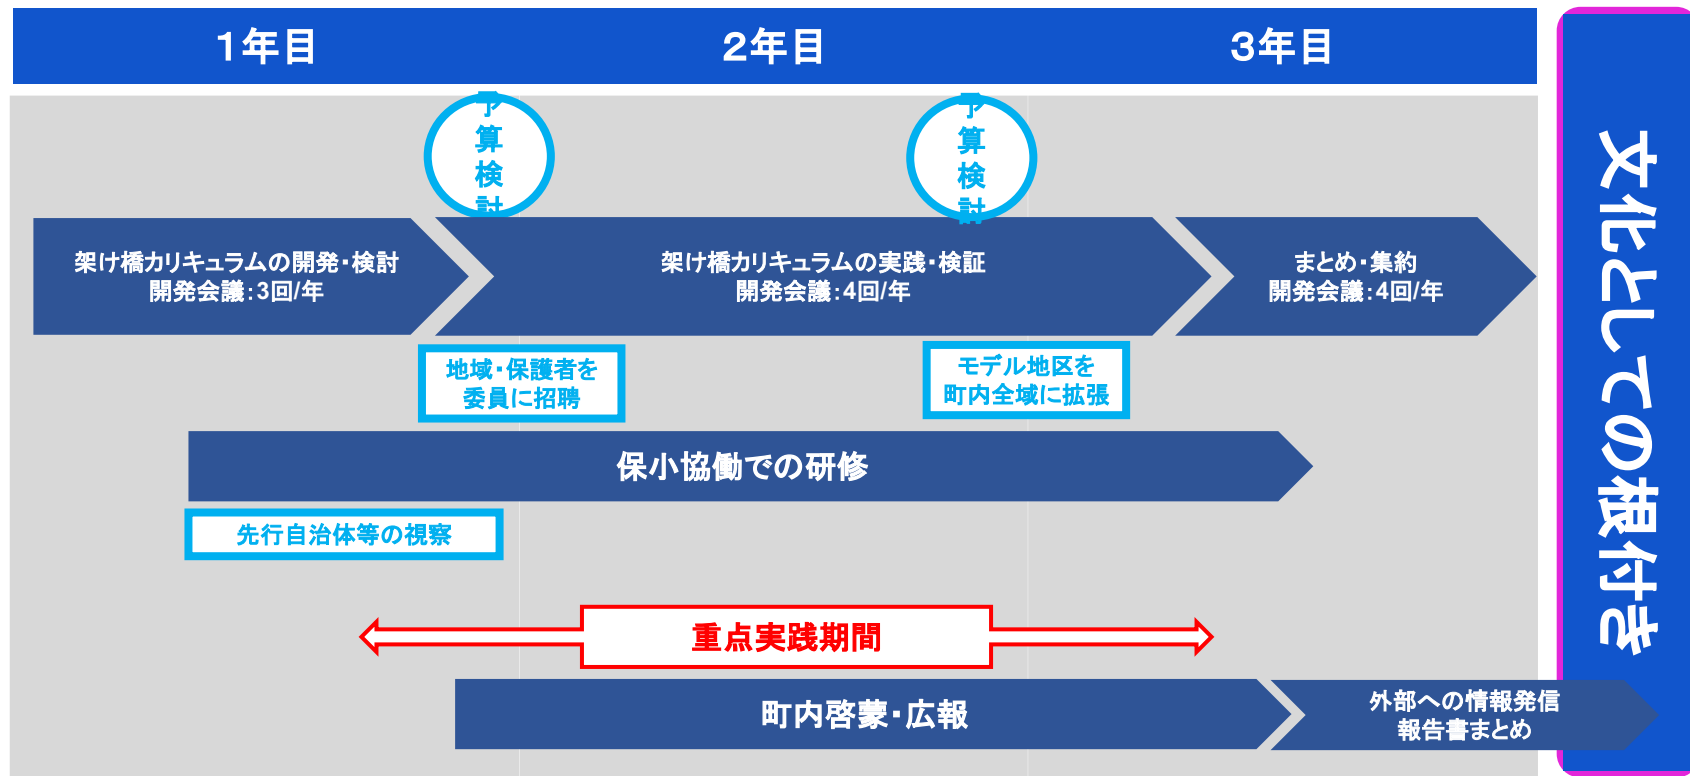 1年目
2年目
3年目
予
算
検
討
予
算
検
討
架け橋カリキュラムの開発・検討
開発会議：3回/年
架け橋カリキュラムの実践・検証
開発会議：4回/年
まとめ・集約
開発会議：4回/年
地域・保護者を
委員に招聘
モデル地区を
町内全域に拡張
保小協働での研修
先行自治体等の視察
重点実践期間
町内啓蒙・広報
外部への情報発信
報告書まとめ
文化としての根付き